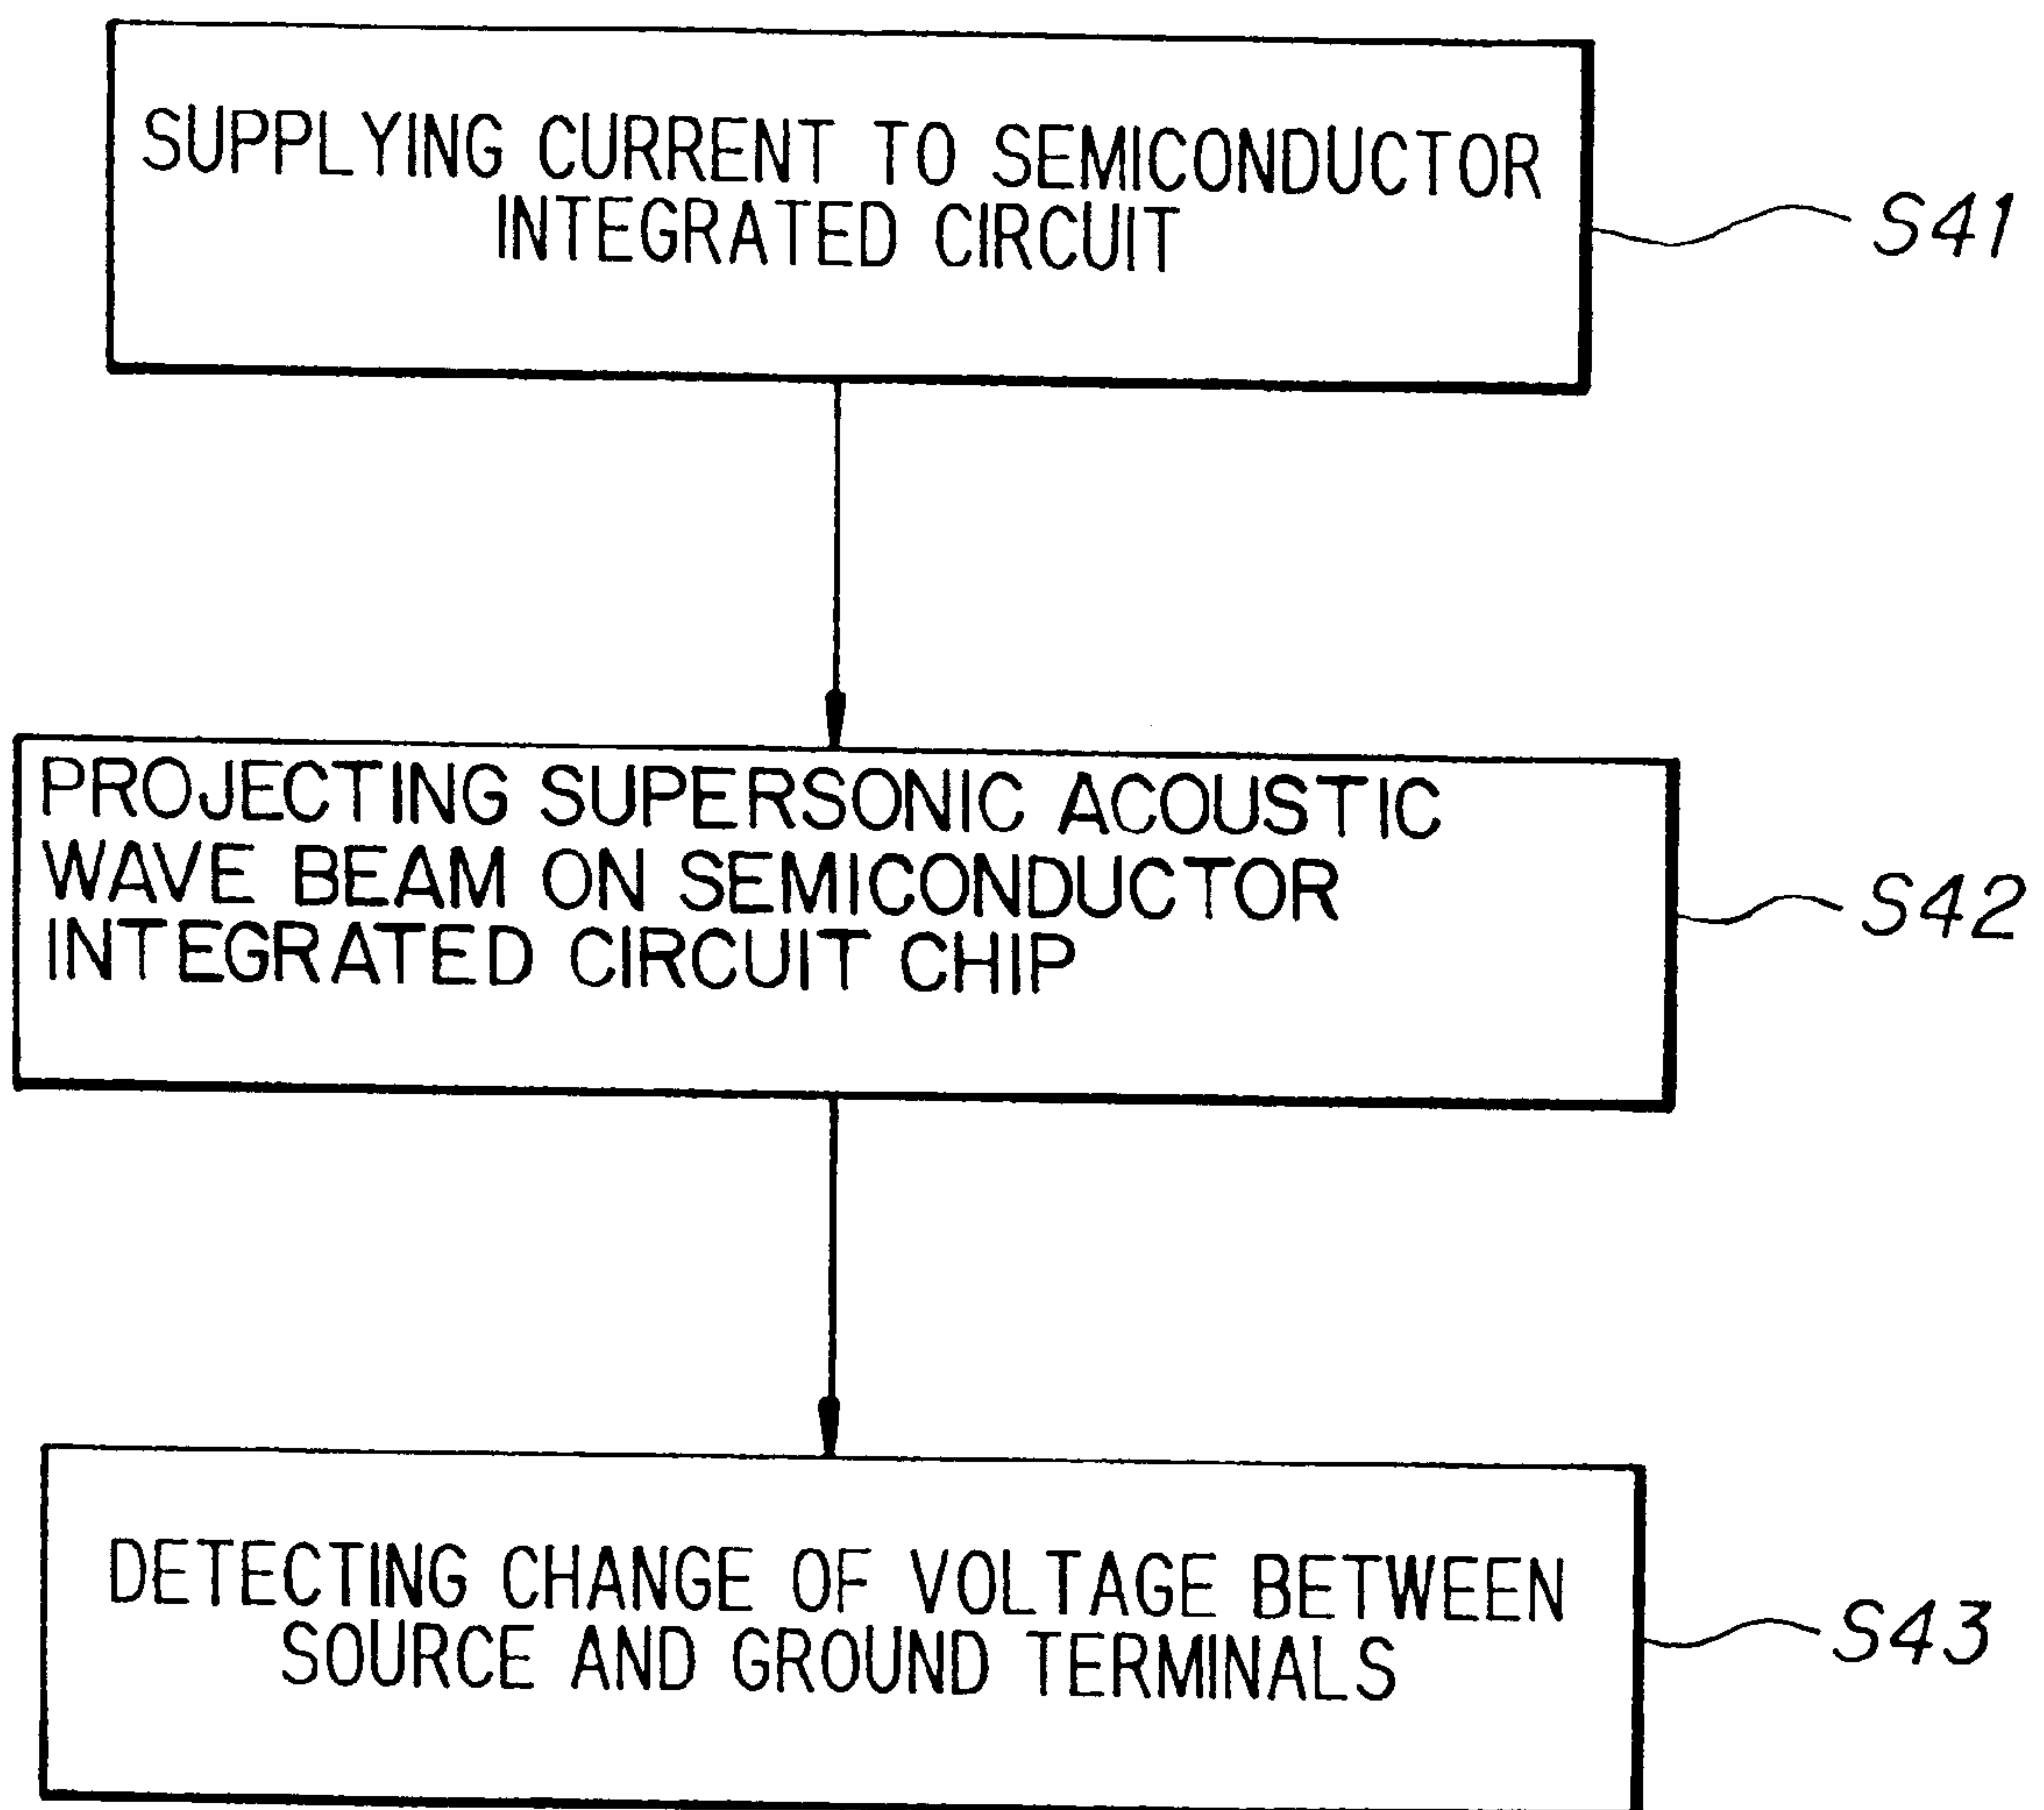 SUPPLYING CURRENT TO SEMICONDUCTOR
INTEGRATED CIRCUIT
S41
PROJECTING SUPERSONIC ACOUSTIC
WAVE BEAM ON SEMICONDUCTOR
INTEGRATED CIRCUIT CHIP
S42
DETECTING CHANGE OF VOLTAGE BETWEEN
SOURCE AND GROUND TERMINALS
S43